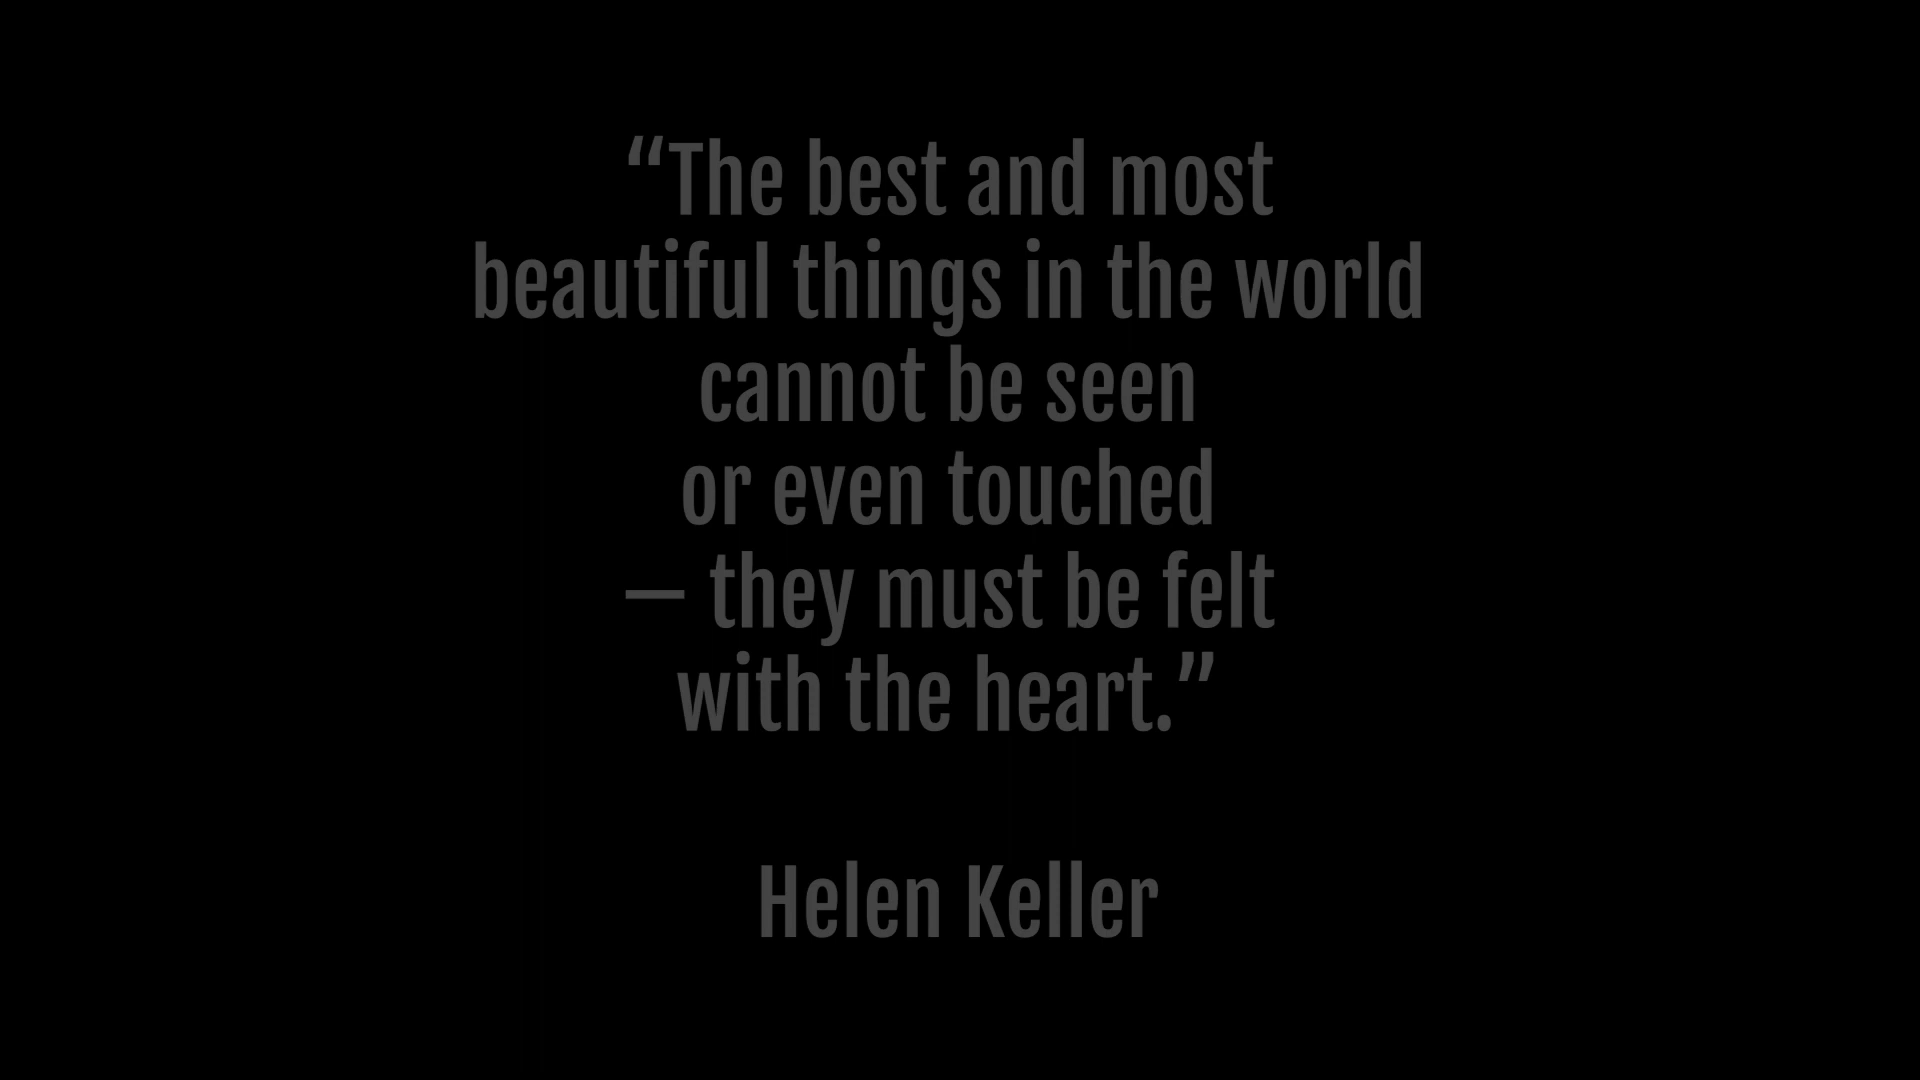 “The best and most
beautiful things in the world
cannot be seen
or even touched
— they must be felt
with the heart.”
Helen Keller